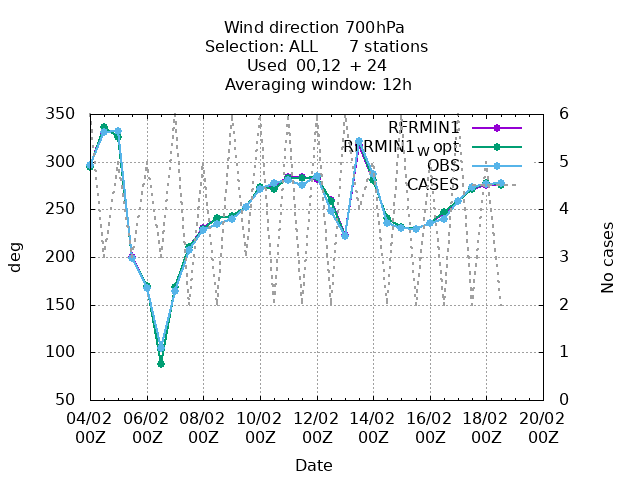 Wind direction 700hPa
Selection: ALL 7 stations
Used 00,12 + 24
Averaging window: 12h
350 6
RFRMIN1
RFRMIN1_w opt
300 5
OBS
CASES
250 4
deg
No cases
200 3
150 2
100 1
50 0
04/02 06/02 08/02 10/02 12/02 14/02 16/02 18/02 20/02
00Z 00Z 00Z 00Z 00Z 00Z 00Z 00Z 00Z
Date